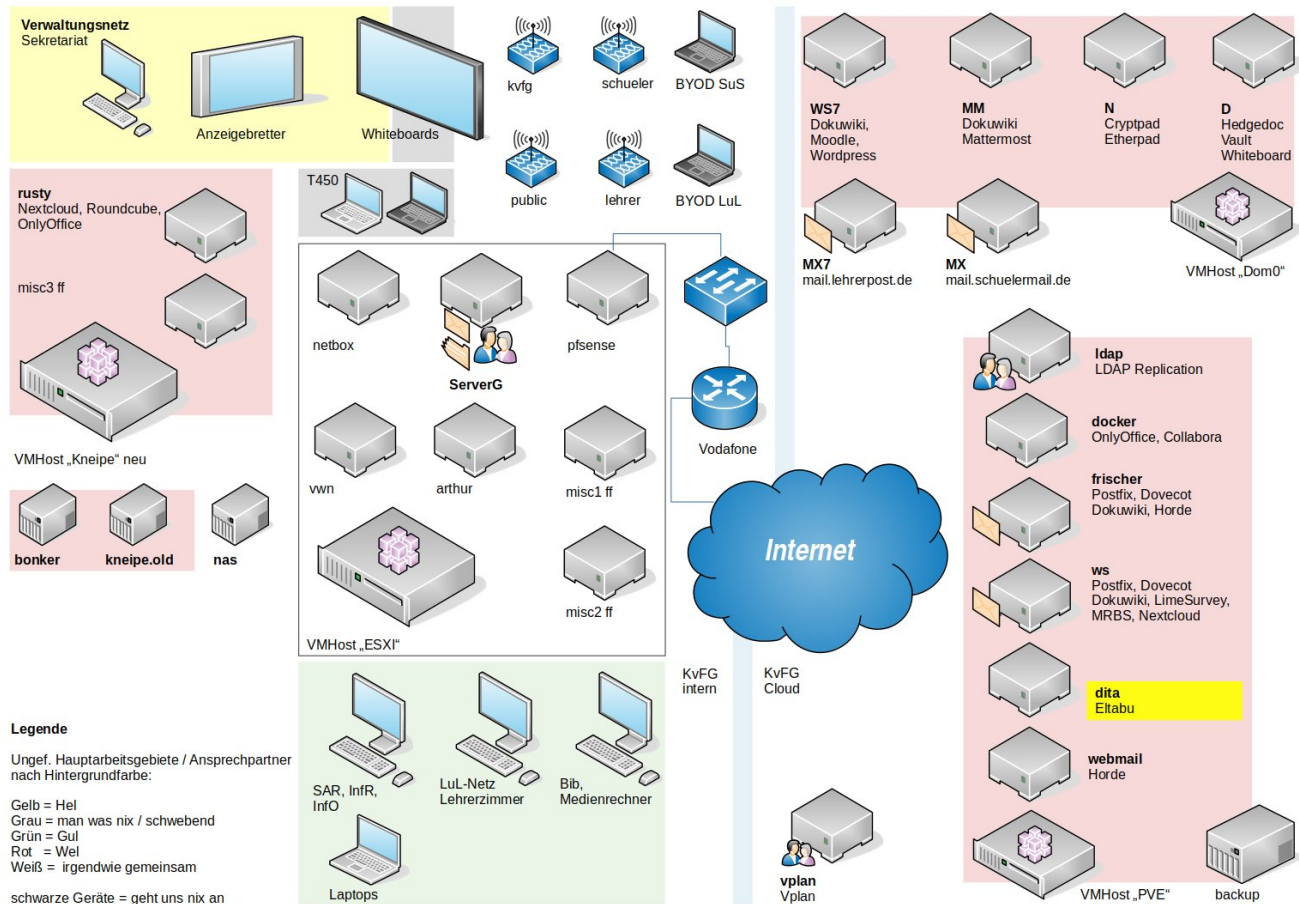 Verwaltungsnetz
Sekretariat
Anzeigebretter
Whiteboards
kvfg
schueler
BYOD SuS
public
lehrer
BYOD LuL
WS7
Dokuwiki,
Moodle,
Wordpress
MM
Dokuwiki
Mattermost
N
Cryptpad
Etherpad
D
Hedgedoc
Vault
Whiteboard
MX7
mail.lehrerpost.de
MX
mail.schuelermail.de
VMHost „Dom0“
rusty
Nextcloud, Roundcube,
OnlyOffice
misc3 ff
VMHost „Kneipe“ neu
T450
netbox
ServerG
pfsense
vwn
arthur
misc1 ff
misc2 ff
VMHost „ESXI“
Vodafone
Internet
bonker
kneipe.old
nas
ldap
LDAP Replication
docker
OnlyOffice, Collabora
frischer
Postfix, Dovecot
Dokuwiki, Horde
ws
Postfix, Dovecot
Dokuwiki, LimeSurvey,
MRBS, Nextcloud
dita
Eltabu
webmail
Horde
VMHost „PVE“
backup
KvFG
intern
KvFG
Cloud
vplan
Vplan
SAR, InfR,
InfO
LuL-Netz
Lehrerzimmer
Bib,
Medienrechner
Laptops
Legende
Ungef. Hauptarbeitsgebiete / Ansprechpartner
nach Hintergrundfarbe:
Gelb = Hel
Grau = man was nix / schwebend
Grün = Gul
Rot = Wel
Weiß = irgendwie gemeinsam
schwarze Geräte = geht uns nix an